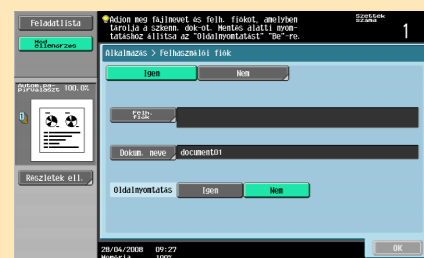 Feladatlista
Mód ellenőrzés
Adjon meg fájlnevet és felh. fiókot, amelyben
tárolja a szkenn. dok-ot. Mentés alatti nyom-
tatáshoz állítsa az "Oldalnyomtatást" "Be"-re.
Szettek száma
1
Alkalmazás > Felhasználói fiók
Igen
Nem
100.0%
Felh. fiók
Dokum. neve
document01
Részletek ell.
Oldalnyomtatás
Igen
Nem
28/04/2008 09:27
Memória 100%
OK